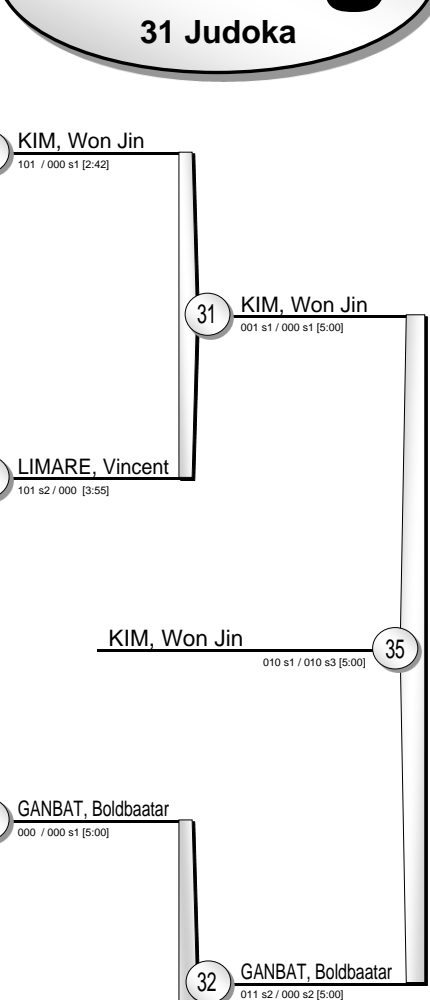 31 Judoka
KIM, Won Jin
101 / 000 s1 [2:42]
31
KIM, Won Jin
001 s1 / 000 s1 [5:00]
LIMARE, Vincent
101 s2 / 000 [3:55]
KIM, Won Jin
35
010 s1 / 010 s3 [5:00]
GANBAT, Boldbaatar
000 / 000 s1 [5:00]
32
GANBAT, Boldbaatar
011 s2 / 000 s2 [5:00]